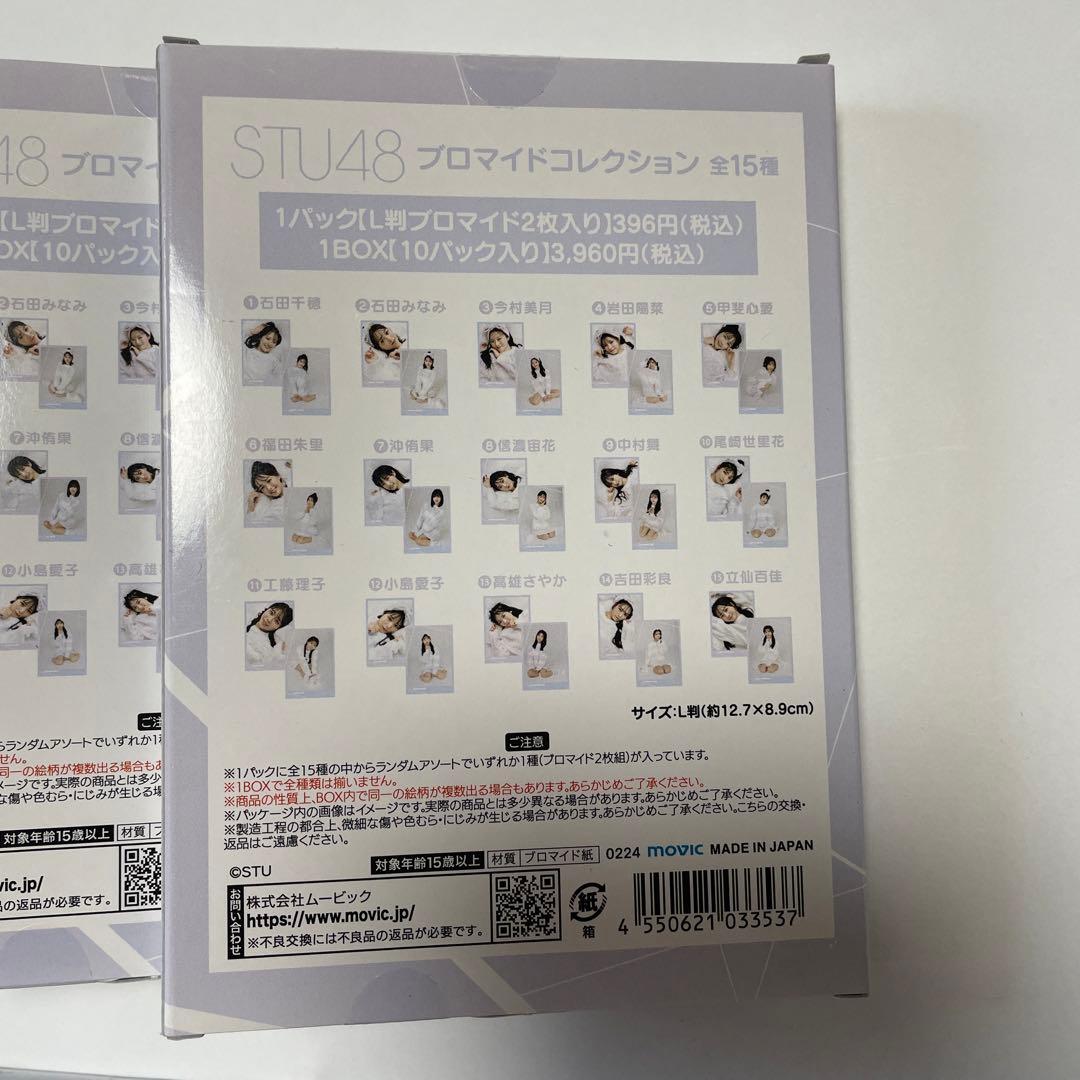 48 ブロマイ
【L判ブロマイド
OX【10パック入
②石田みなみ ③今村
⑦沖侑果 ⑧信濃
⑫小島愛子 ⑬高雄
ご注
らランダムアソートでいずれか1種
せん。
同一の絵柄が複数出る場合もあ
メージです。実際の商品とは多少
な傷や色むら・にじみが生じる場
対象年齢15歳以上 材質
vic.jp/
の返品が必要です。
STU48 ブロマイドコレクション 全15種
1パック【L判ブロマイド2枚入り】396円(税込)
1BOX【10パック入り】3,960円(税込)
①石田千穂 ②石田みなみ ③今村美月 ④岩田陽菜 ⑤甲斐心愛
⑥福田朱里 ⑦沖侑果 ⑧信濃宙花 ⑨中村舞 ⑩尾崎世里花
⑪工藤理子 ⑫小島愛子 ⑬高雄さやか ⑭吉田彩良 ⑮立仙百佳
サイズ:L判(約12.7×8.9cm)
ご注意
※1パックに全15種の中からランダムアソートでいずれか1種(ブロマイド2枚組)が入っています。
※1BOXで全種類は揃いません。
※商品の性質上、BOX内で同一の絵柄が複数出る場合もあります。あらかじめご了承ください。
※パッケージ内の画像はイメージです。実際の商品とは多少異なる場合があります。あらかじめご了承ください。
※製造工程の都合上、微細な傷や色むら・にじみが生じる場合があります。あらかじめご了承ください。こちらの交換・
返品はご遠慮ください。
©STU 対象年齢15歳以上 材質 ブロマイド紙 0224 movic MADE IN JAPAN
お問い合わせ
株式会社ムービック
https://www.movic.jp/
※不良交換には不良品の返品が必要です。
紙
箱
4 550621 033537